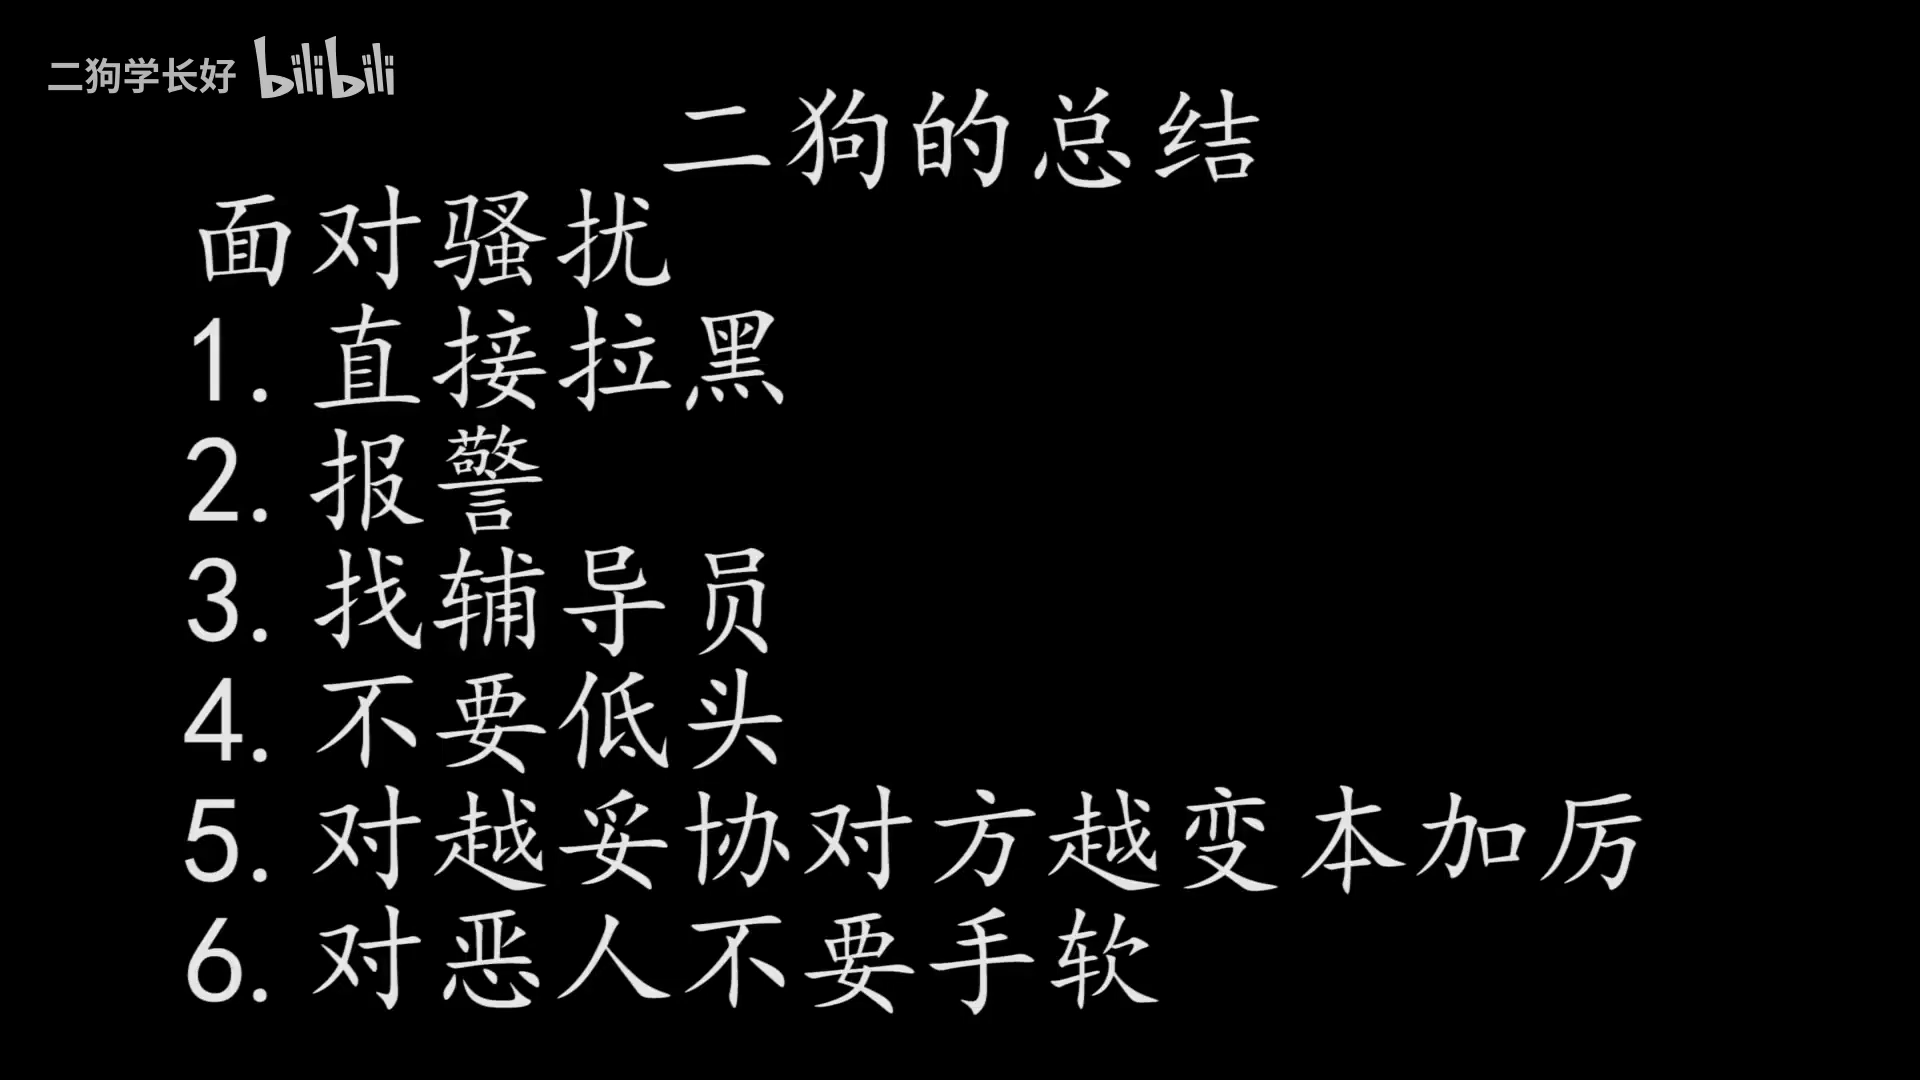 二狗学长好 bilibili
二狗的总结
面对骚扰
1.直接拉黑
2.报警
3.找辅导员
4.不要低头
5.对越妥协对方越变本加厉
6.对恶人不要手软